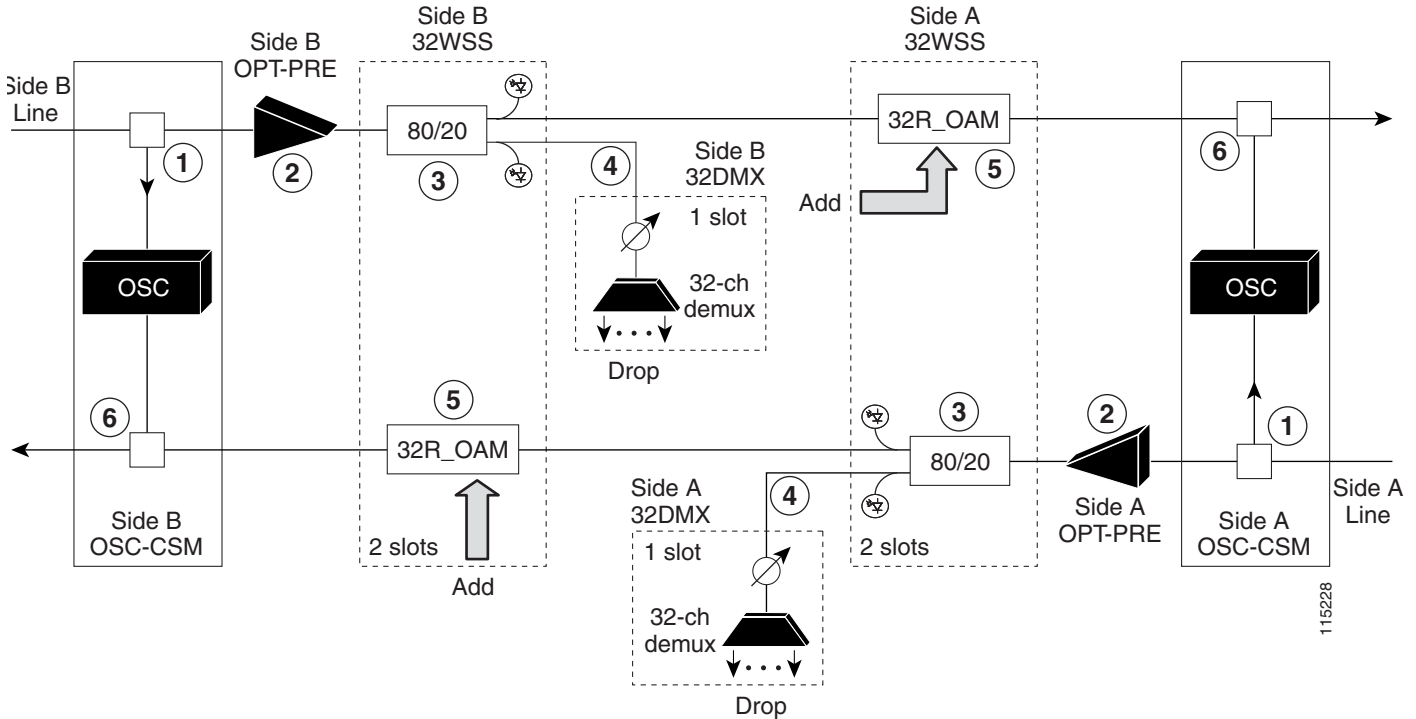 Side B
32WSS
Side A
32WSS
Side B
OPT-PRE
Side B
Line
80/20
32R_OAM
1
2
3
4
Side B
32DMX
5
6
Add
1 slot
OSC
32-ch
demux
OSC
Drop
6
5
3
2
1
32R_OAM
80/20
4
Side A
32DMX
Side B
OSC-CSM
2 slots
Add
1 slot
2 slots
Side A
OPT-PRE
Side A
OSC-CSM
Side A
Line
32-ch
demux
Drop
115228